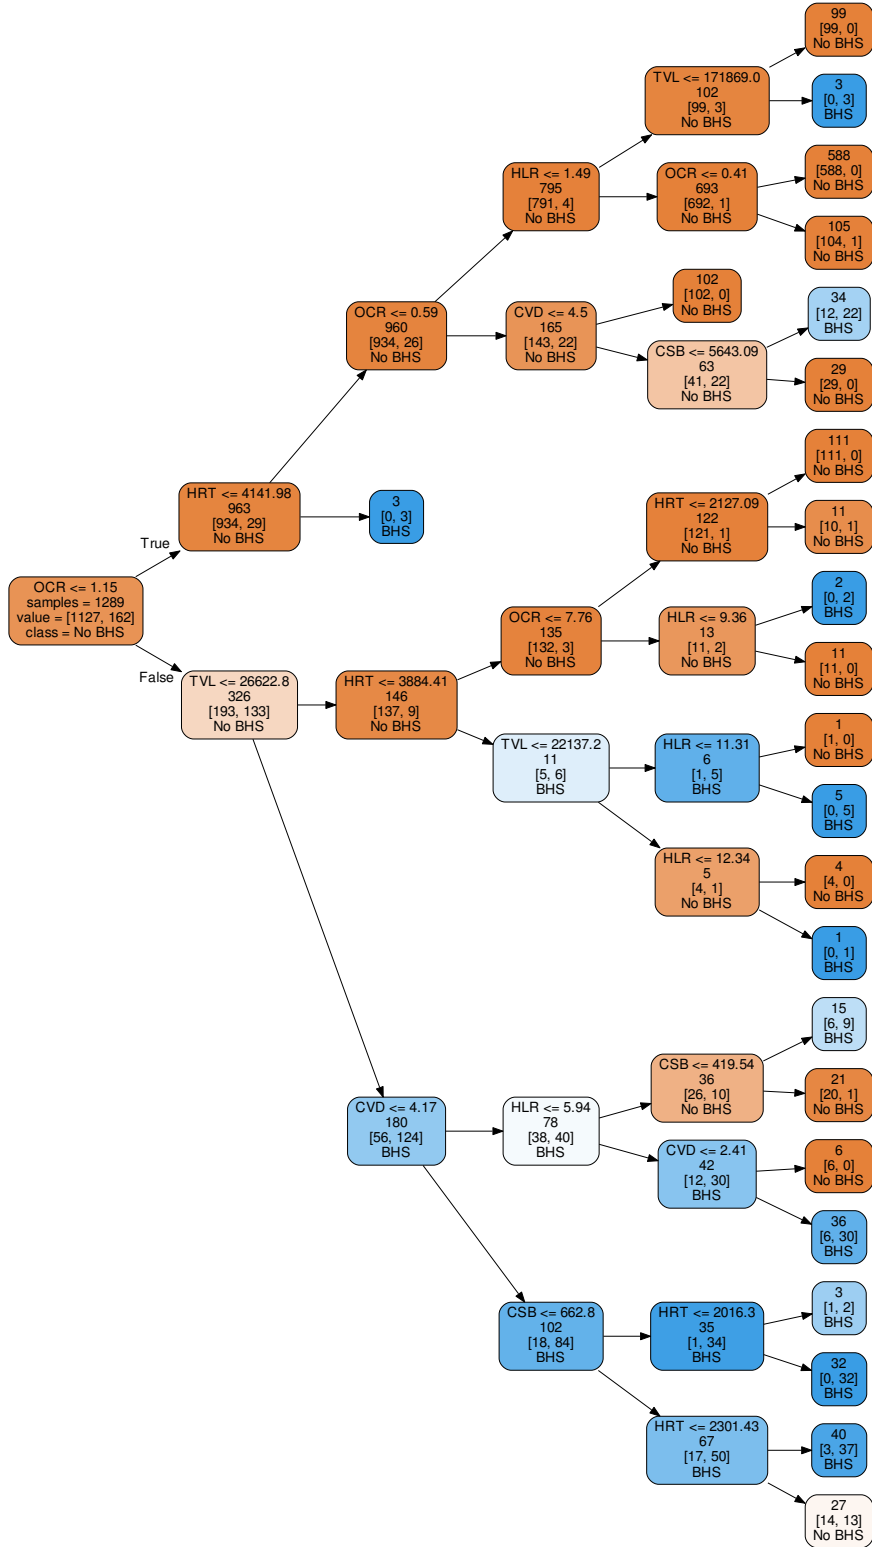 99
[99, 0]
No BHS
TVL <= 171869.0
102
[99, 3]
No BHS
3
[0, 3]
BHS
HLR <= 1.49
795
[791, 4]
No BHS
OCR <= 0.41
693
[692, 1]
No BHS
588
[588, 0]
No BHS
105
[104, 1]
No BHS
OCR <= 0.59
960
[934, 26]
No BHS
CVD <= 4.5
165
[143, 22]
No BHS
102
[102, 0]
No BHS
CSB <= 5643.09
63
[41, 22]
No BHS
34
[12, 22]
BHS
29
[29, 0]
No BHS
HRT <= 4141.98
963
[934, 29]
No BHS
3
[0, 3]
BHS
True
OCR <= 1.15
samples = 1289
value = [1127, 162]
class = No BHS
False
TVL <= 26622.8
326
[193, 133]
No BHS
HRT <= 3884.41
146
[137, 9]
No BHS
OCR <= 7.76
135
[132, 3]
No BHS
HRT <= 2127.09
122
[121, 1]
No BHS
111
[111, 0]
No BHS
11
[10, 1]
No BHS
HLR <= 9.36
13
[11, 2]
No BHS
2
[0, 2]
BHS
11
[11, 0]
No BHS
TVL <= 22137.2
11
[5, 6]
BHS
HLR <= 11.31
6
[1, 5]
BHS
1
[1, 0]
No BHS
5
[0, 5]
BHS
HLR <= 12.34
5
[4, 1]
No BHS
4
[4, 0]
No BHS
1
[0, 1]
BHS
CVD <= 4.17
180
[56, 124]
BHS
HLR <= 5.94
78
[38, 40]
BHS
CSB <= 419.54
36
[26, 10]
No BHS
15
[6, 9]
BHS
21
[20, 1]
No BHS
CVD <= 2.41
42
[12, 30]
BHS
6
[6, 0]
No BHS
36
[6, 30]
BHS
CSB <= 662.8
102
[18, 84]
BHS
HRT <= 2016.3
35
[1, 34]
BHS
3
[1, 2]
BHS
32
[0, 32]
BHS
HRT <= 2301.43
67
[17, 50]
BHS
40
[3, 37]
BHS
27
[14, 13]
No BHS